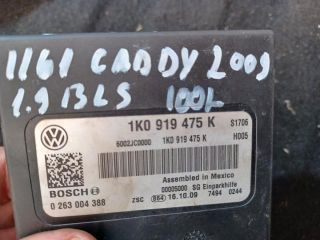 1161 CADDY 2009
1.9 BLS 100L
1K0 919 475 K S1706
6002JC0000 1K0 919 475 K H005
BOSCH
Assembled in Mexico
00005000 SG Einparkhilfe
0 263 004 388 ZSC 864 16.10.09 7494 0244